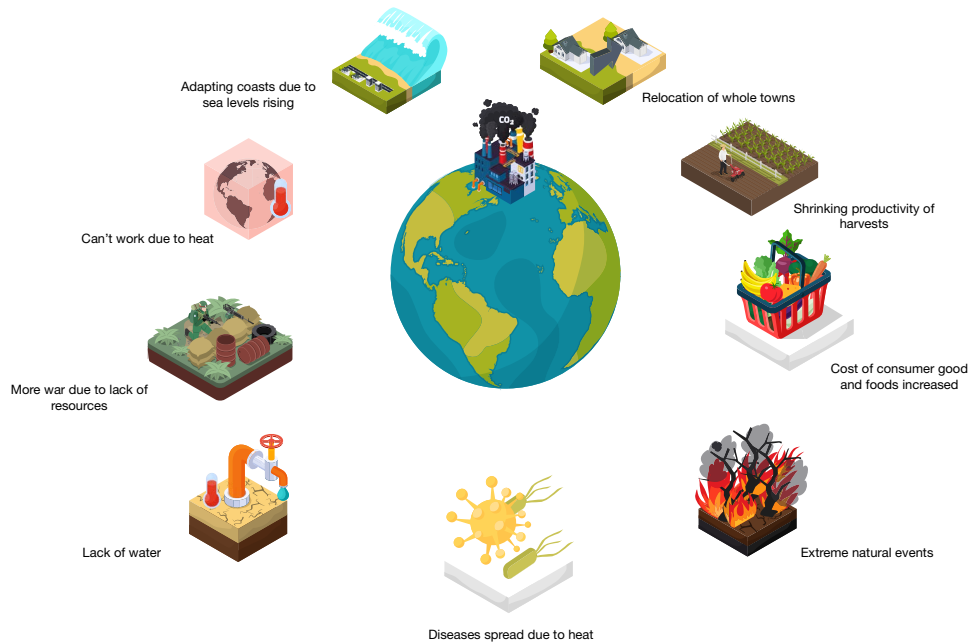 Adapting coasts due to
sea levels rising
Relocation of whole towns
CO2
Can't work due to heat
Shrinking productivity of
harvests
More war due to lack of
resources
Cost of consumer good
and foods increased
Lack of water
Extreme natural events
Diseases spread due to heat